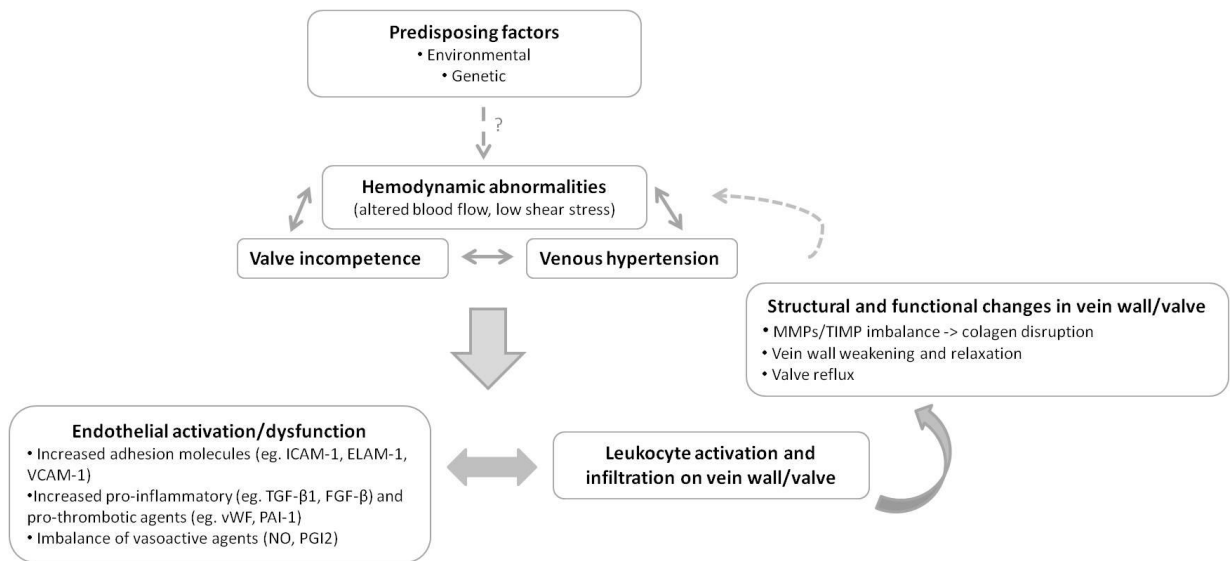 Predisposing factors
• Environmental
• Genetic
?
Hemodynamic abnormalities
(altered blood flow, low shear stress)
Valve incompetence
Venous hypertension
Structural and functional changes in vein wall/valve
• MMPs/TIMP imbalance -> colagen disruption
• Vein wall weakening and relaxation
• Valve reflux
Endothelial activation/dysfunction
• Increased adhesion molecules (eg. ICAM-1, ELAM-1,
VCAM-1)
•Increased pro-inflammatory (eg. TGF-β1, FGF-β) and
pro-thrombotic agents (eg. vWF, PAI-1)
• Imbalance of vasoactive agents (NO, PGI2)
Leukocyte activation and
infiltration on vein wall/valve